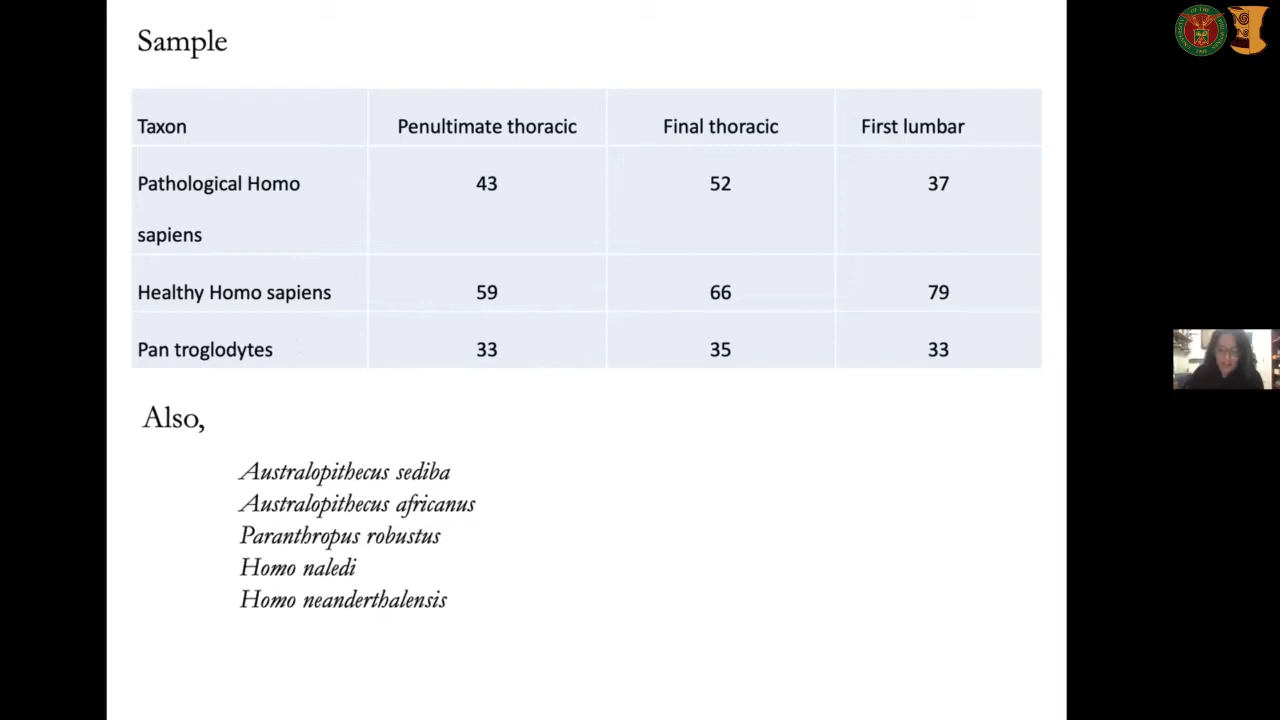 Sample
Taxon Penultimate thoracic Final thoracic First lumbar
Pathological Homo sapiens 43 52 37
Healthy Homo sapiens 59 66 79
Pan troglodytes 33 35 33
Also,
Australopithecus sediba
Australopithecus africanus
Paranthropus robustus
Homo naledi
Homo neanderthalensis